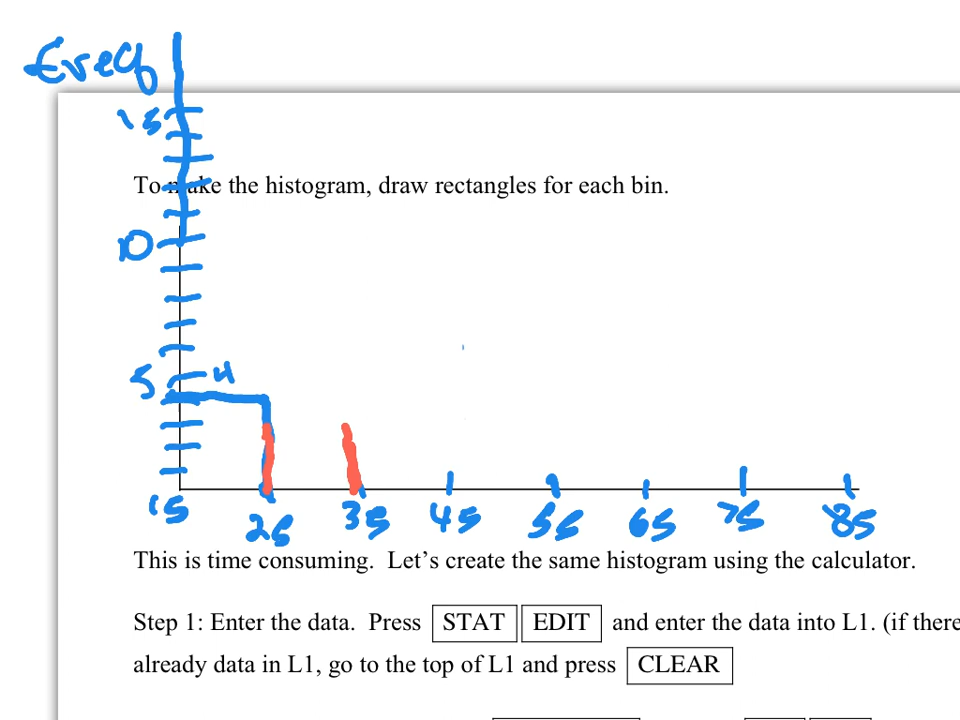 Freq
15
To make the histogram, draw rectangles for each bin.
10
5 4
15 25 35 45 55 65 75 85
This is time consuming. Let’s create the same histogram using the calculator.
Step 1: Enter the data. Press STAT EDIT and enter the data into L1. (if there
already data in L1, go to the top of L1 and press CLEAR